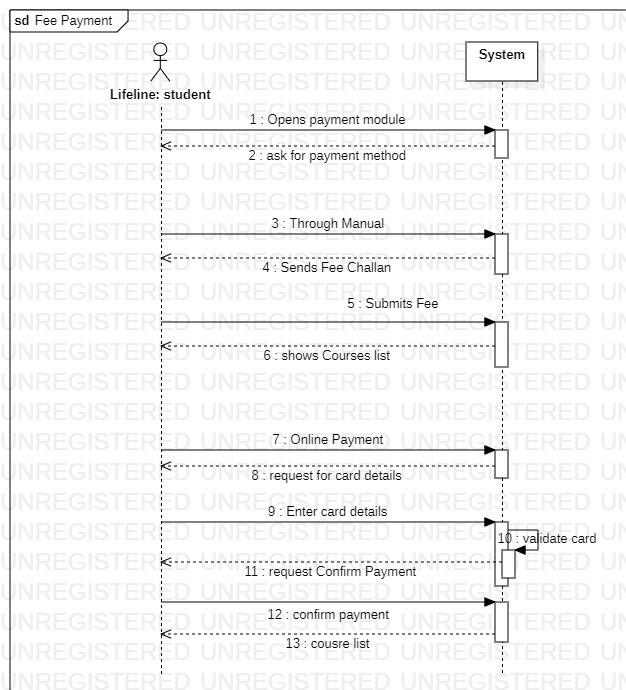 sd Fee Payment
System
Lifeline: student
1 : Opens payment module
2 : ask for payment method
3 : Through Manual
4 : Sends Fee Challan
5 : Submits Fee
6 : shows Courses list
7 : Online Payment
8 : request for card details
9 : Enter card details
10 : validate card
11 : request Confirm Payment
12 : confirm payment
13 : cousre list
UNREGISTERED